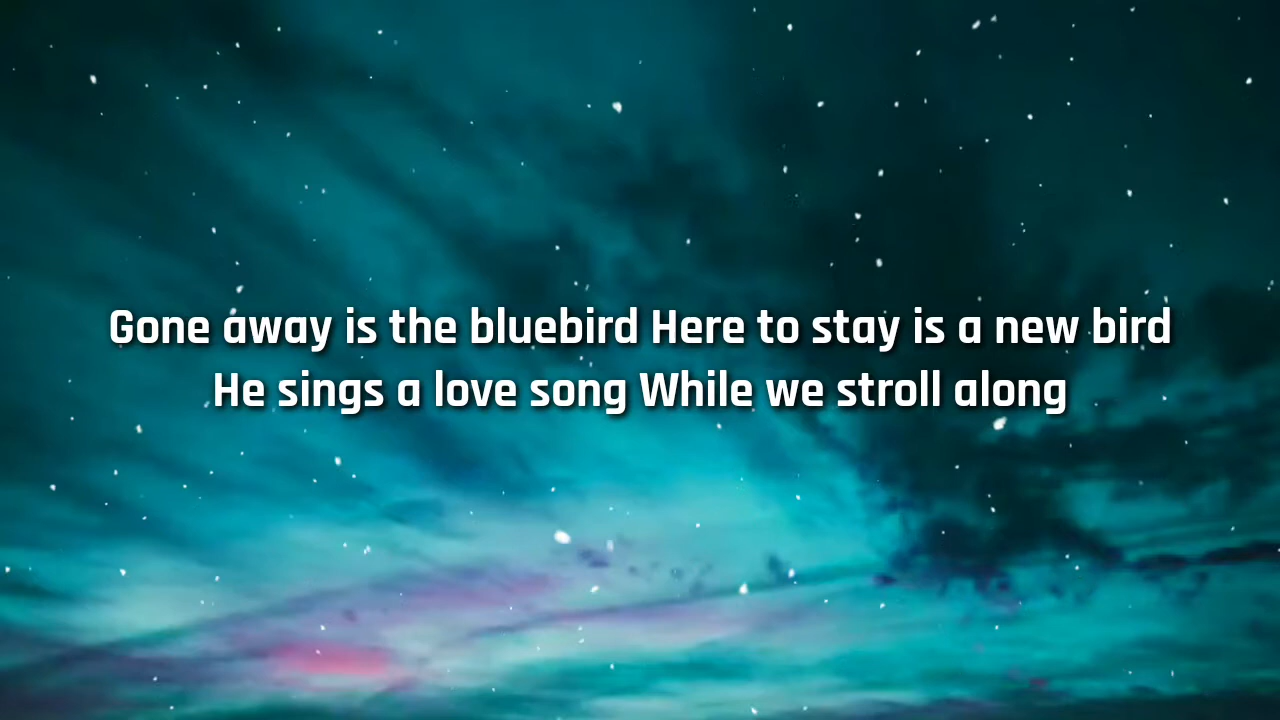 Gone away is the bluebird Here to stay is a new bird
He sings a love song While we stroll along